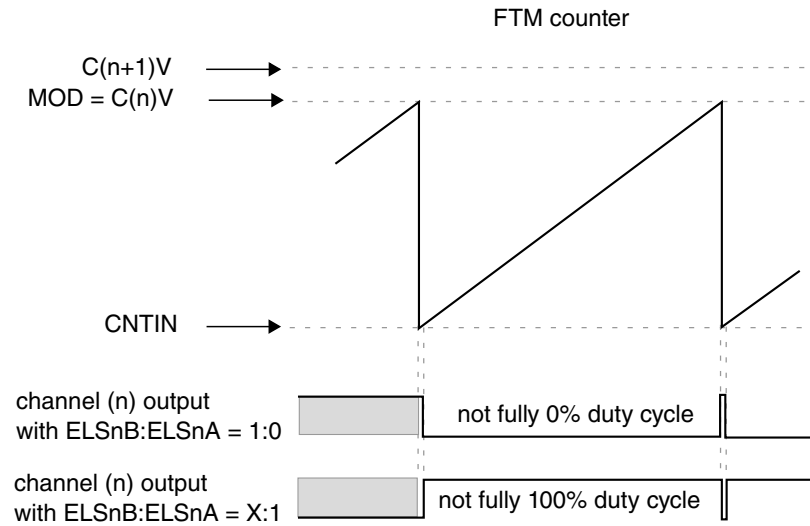 FTM counter
C(n+1)V
MOD = C(n)V
CNTIN
channel (n) output
with ELSnB:ELSnA = 1:0
not fully 0% duty cycle
channel (n) output
with ELSnB:ELSnA = X:1
not fully 100% duty cycle